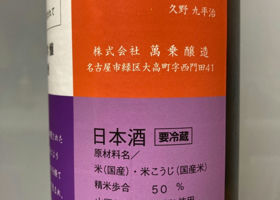 久野 九平治
株式会社 萬乗醸造
名古屋市緑区大高町字西門田41
日本酒 要冷蔵
原材料名／
米（国産）・米こうじ（国産米）
精米歩合 50 %